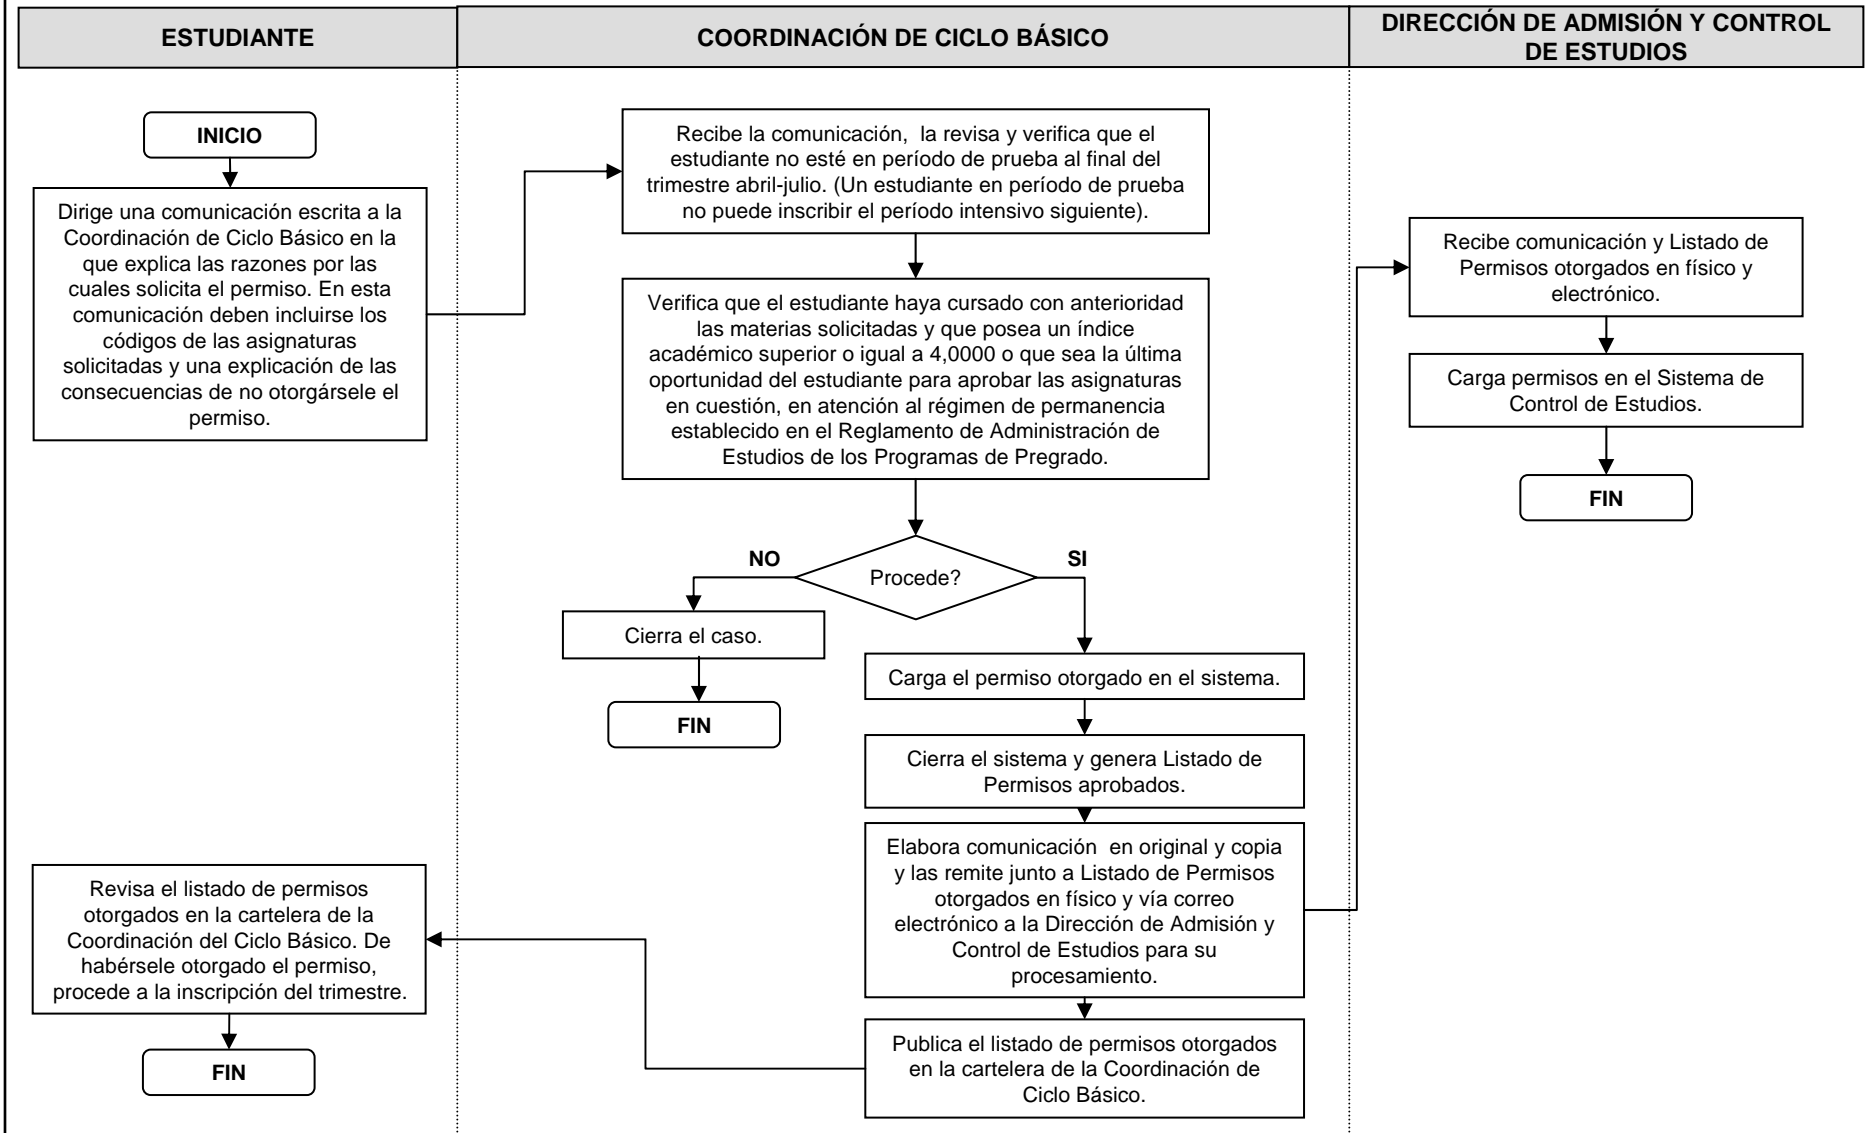 ESTUDIANTE
COORDINACIÓN DE CICLO BÁSICO
DIRECCIÓN DE ADMISIÓN Y CONTROL
DE ESTUDIOS
INICIO
Dirige una comunicación escrita a la
Coordinación de Ciclo Básico en la
que explica las razones por las
cuales solicita el permiso. En esta
comunicación deben incluirse los
códigos de las asignaturas
solicitadas y una explicación de las
consecuencias de no otorgársele el
permiso.
Recibe la comunicación, la revisa y verifica que el
estudiante no esté en período de prueba al final del
trimestre abril-julio. (Un estudiante en período de prueba
no puede inscribir el período intensivo siguiente).
Verifica que el estudiante haya cursado con anterioridad
las materias solicitadas y que posea un índice
académico superior o igual a 4,0000 o que sea la última
oportunidad del estudiante para aprobar las asignaturas
en cuestión, en atención al régimen de permanencia
establecido en el Reglamento de Administración de
Estudios de los Programas de Pregrado.
NO
Procede?
SI
Cierra el caso.
FIN
Carga el permiso otorgado en el sistema.
Cierra el sistema y genera Listado de
Permisos aprobados.
Elabora comunicación en original y copia
y las remite junto a Listado de Permisos
otorgados en físico y vía correo
electrónico a la Dirección de Admisión y
Control de Estudios para su
procesamiento.
Publica el listado de permisos otorgados
en la cartelera de la Coordinación de
Ciclo Básico.
Revisa el listado de permisos
otorgados en la cartelera de la
Coordinación del Ciclo Básico. De
habérsele otorgado el permiso,
procede a la inscripción del trimestre.
FIN
Recibe comunicación y Listado de
Permisos otorgados en físico y
electrónico.
Carga permisos en el Sistema de
Control de Estudios.
FIN